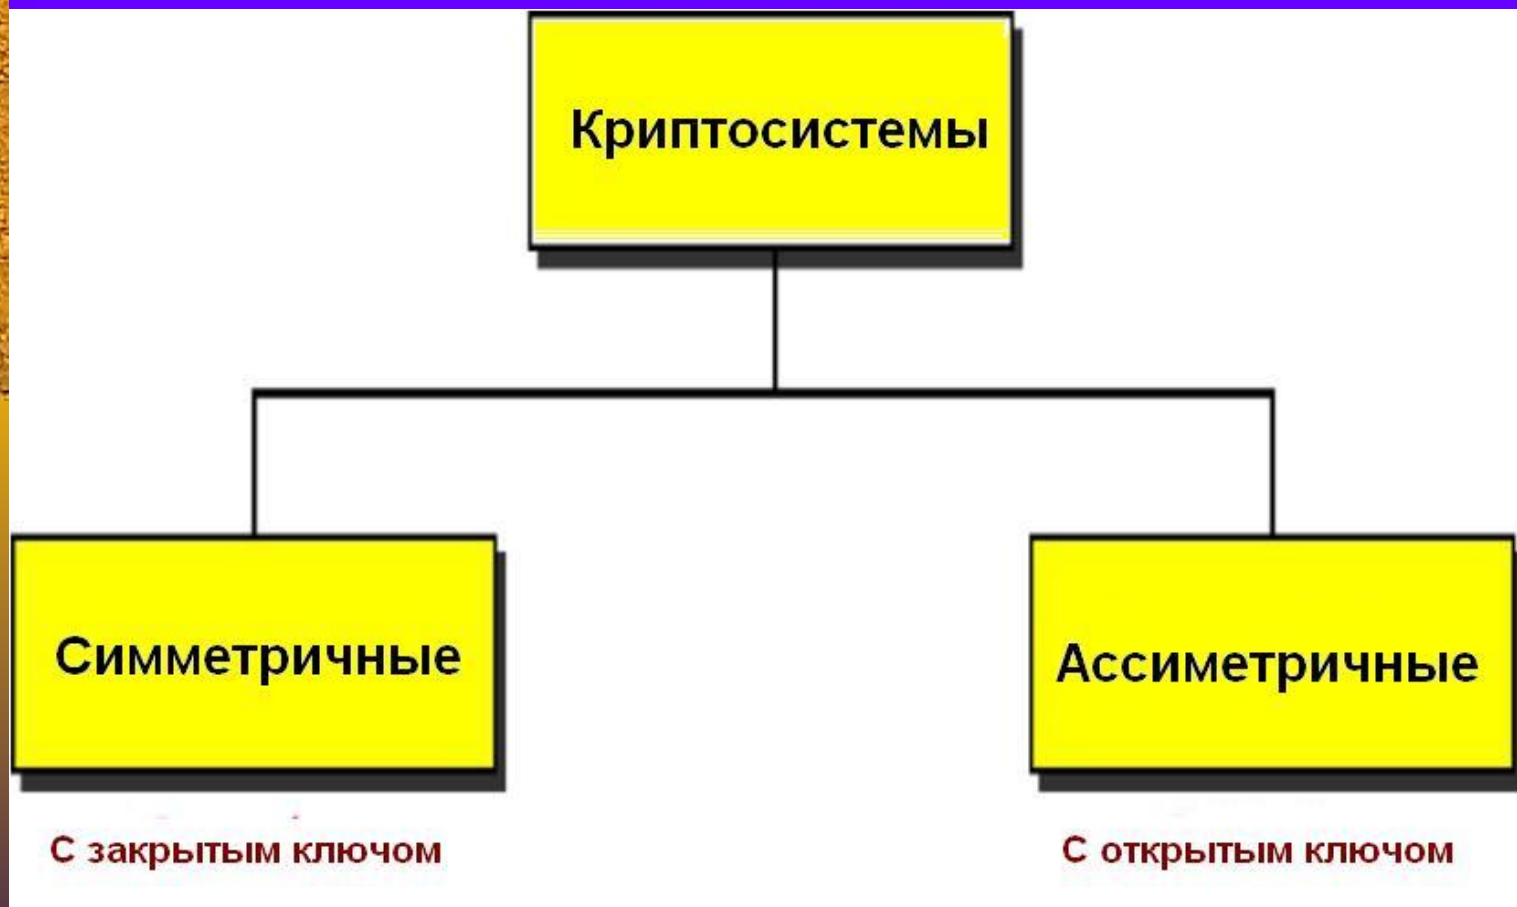 Криптосистемы
Симметричные
Ассиметричные
С закрытым ключом
С открытым ключом